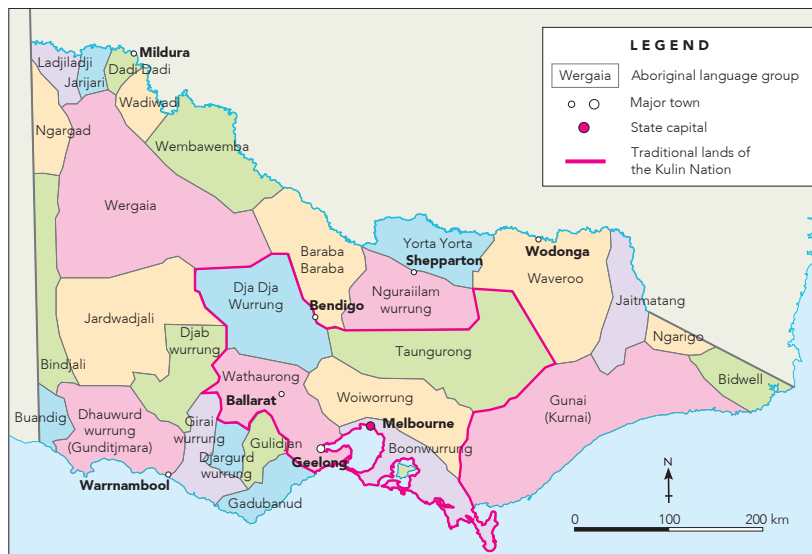 LEGEND
Wergaia Aboriginal language group
Major town
State capital
Traditional lands of
the Kulin Nation
Mildura
Ladjiladji
Dadi Dadi
Jarijari
Wadiwadi
Ngargad
Wembawemba
Wergaia
Yorta Yorta
Wodonga
Baraba
Baraba
Shepparton
Waveroo
Dja Dja
Wurrung
Nguraiilam
wurrung
Jaitmatang
Bendigo
Jardwadjali
Djab
wurrung
Taungurong
Ngarigo
Bindjali
Wathaurong
Bidwell
Ballarat
Woiworrung
Gunai
(Kurnai)
Buandig
Dhauwurd
wurrung
(Gunditjmara)
Girai
wurrung
Melbourne
Gulidjan
Boonwurrung
Djargurd
wurrung
Geelong
Warrnambool
Gadubanud
N
0 100 200 km